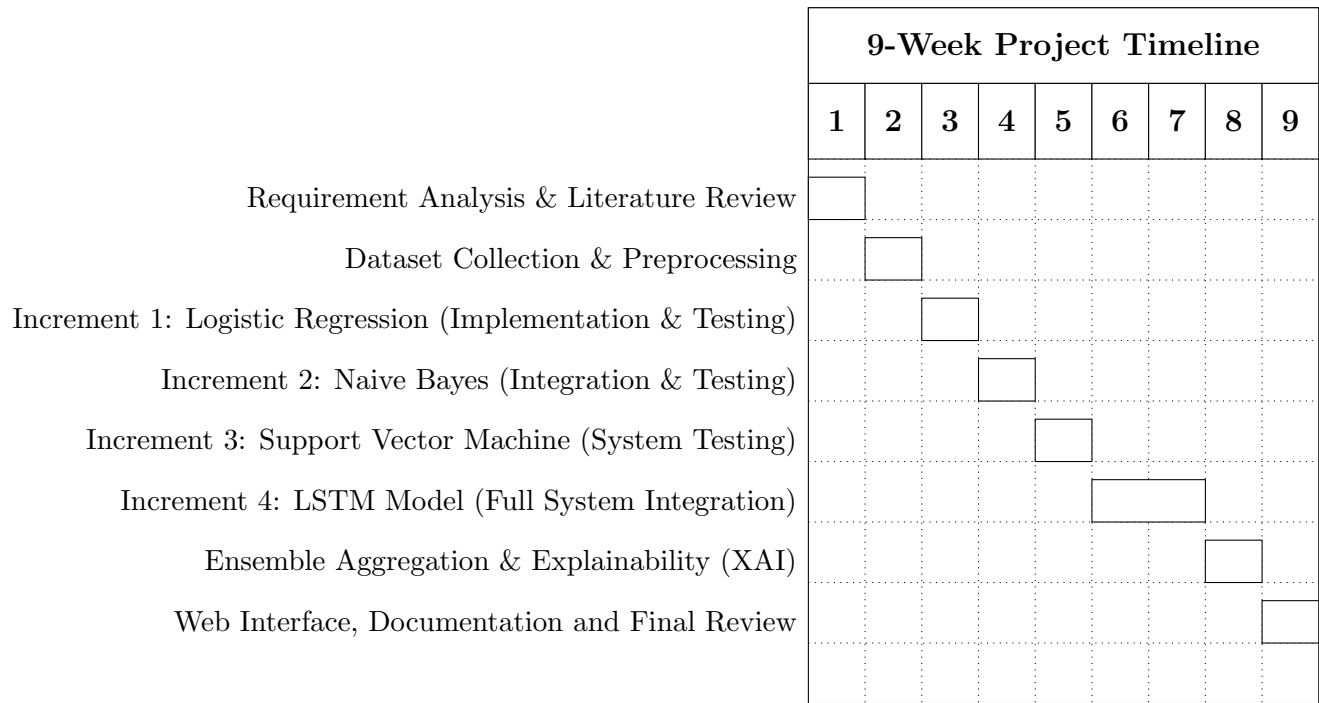 9-Week Project Timeline
1 2 3 4 5 6 7 8 9
Requirement Analysis & Literature Review
Dataset Collection & Preprocessing
Increment 1: Logistic Regression (Implementation & Testing)
Increment 2: Naive Bayes (Integration & Testing)
Increment 3: Support Vector Machine (System Testing)
Increment 4: LSTM Model (Full System Integration)
Ensemble Aggregation & Explainability (XAI)
Web Interface, Documentation and Final Review